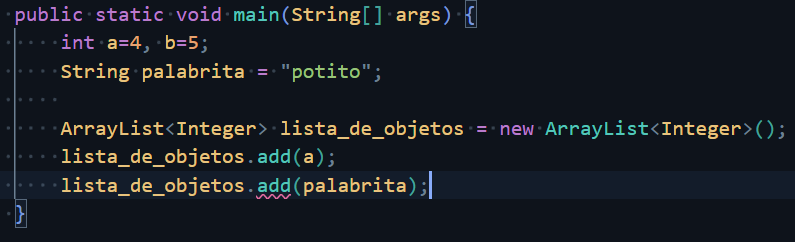 public static void main(String[] args) {
int a=4, b=5;
String palabrita = "potito";
ArrayList<Integer> lista_de_objetos = new ArrayList<Integer>();
lista_de_objetos.add(a);
lista_de_objetos.add(palabrita);
}